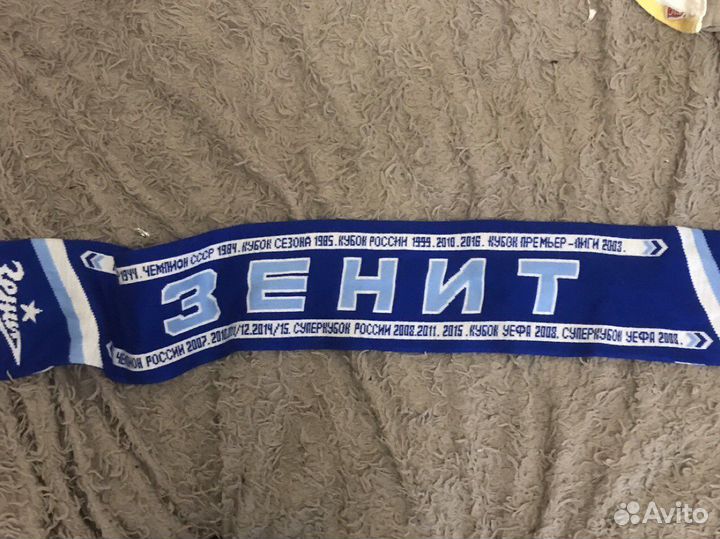 1944. ЧЕМПИОН СССР 1984. КУБОК СЕЗОНА 1985. КУБОК РОССИИ 1999. 2010. 2016. КУБОК ПРЕМЬЕР-ЛИГИ 2003.
Зенит
ЗЕНИТ
ЧЕМПИОН РОССИИ 2007. 2010. /12. 2014/15. СУПЕРКУБОК РОССИИ 2008. 2011. 2015. КУБОК УЕФА 2008. СУПЕРКУБОК УЕФА 2008.
Avito